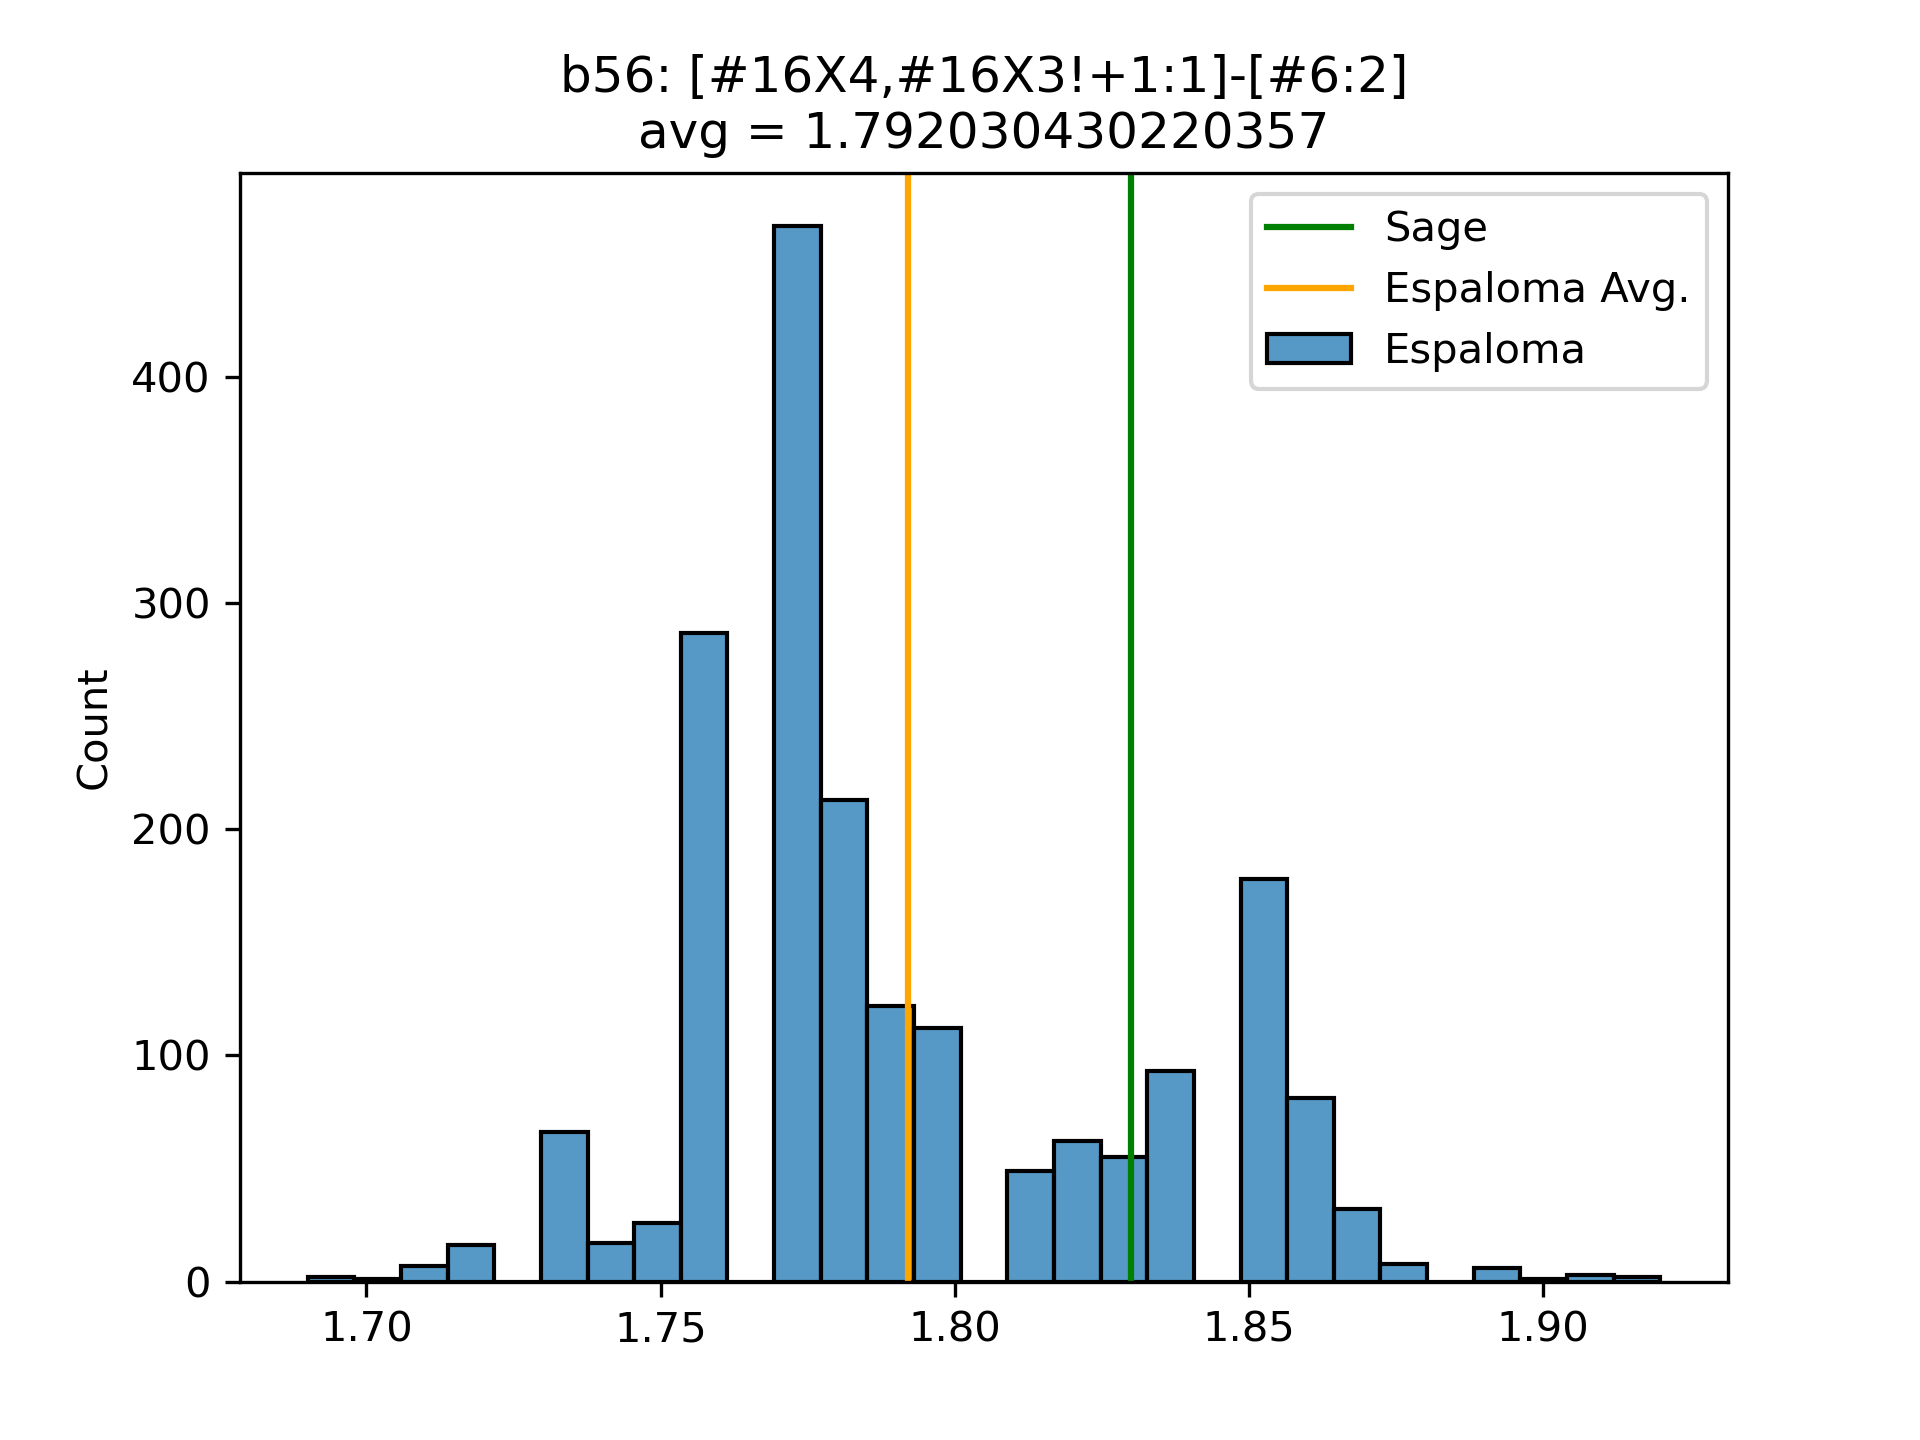 b56: [#16X4,#16X3!+1:1]-[#6:2]
avg = 1.792030430220357
Sage
Espaloma Avg.
Espaloma
400
300
200
100
0
Count
1.70
1.75
1.80
1.85
1.90